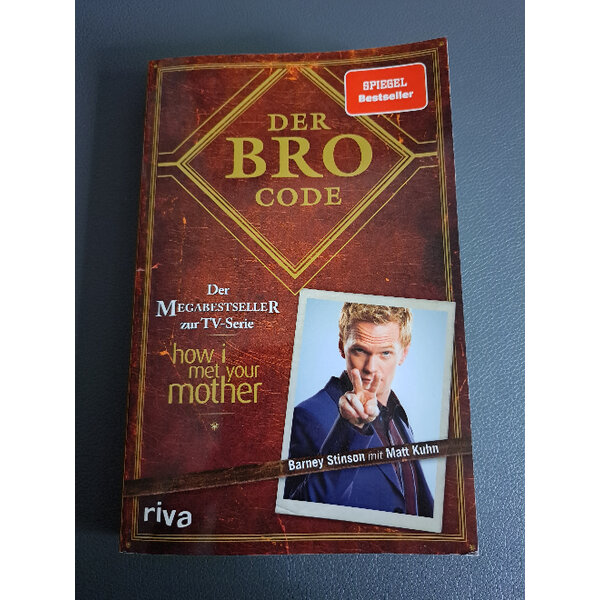 SPIEGEL
Bestseller
DER
BRO
CODE
Der
MEGABESTSELLER
zur TV-Serie
how i
met your
mother
Barney Stinson mit Matt Kuhn
riva